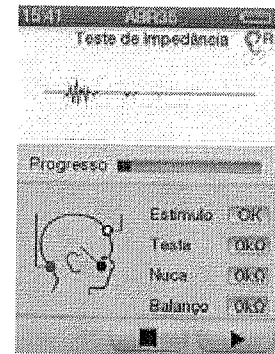 Teste de Impedância
Progresso
Estímulo OK
Testa 0kΩ
Nuca 0kΩ
Balanço 0kΩ